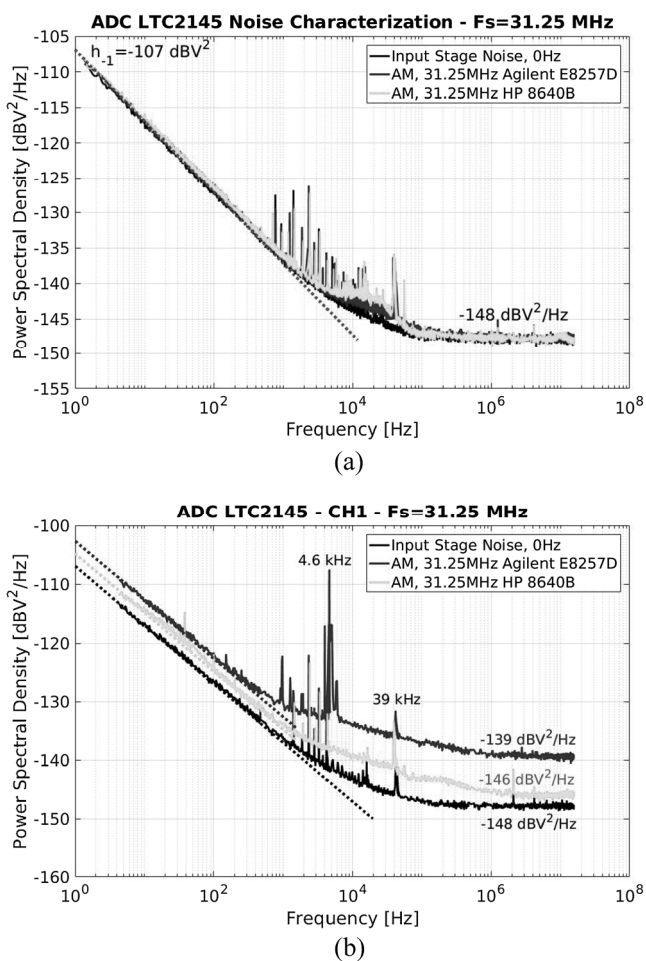 ADC LTC2145 Noise Characterization - Fs=31.25 MHz
Power Spectral Density [dBV²/Hz]
-105
-110
-115
-120
-125
-130
-135
-140
-145
-150
-155
h₋₁=-107 dBV²
Input Stage Noise, 0Hz
AM, 31.25MHz Agilent E8257D
AM, 31.25MHz HP 8640B
-148 dBV²/Hz
10⁰ 10² 10⁴ 10⁶ 10⁸
Frequency [Hz]
(a)
ADC LTC2145 - CH1 - Fs=31.25 MHz
Power Spectral Density [dBV²/Hz]
-100
-110
-120
-130
-140
-150
-160
4.6 kHz
Input Stage Noise, 0Hz
AM, 31.25MHz Agilent E8257D
AM, 31.25MHz HP 8640B
39 kHz
-139 dBV²/Hz
-146 dBV²/Hz
-148 dBV²/Hz
10⁰ 10² 10⁴ 10⁶ 10⁸
Frequency [Hz]
(b)